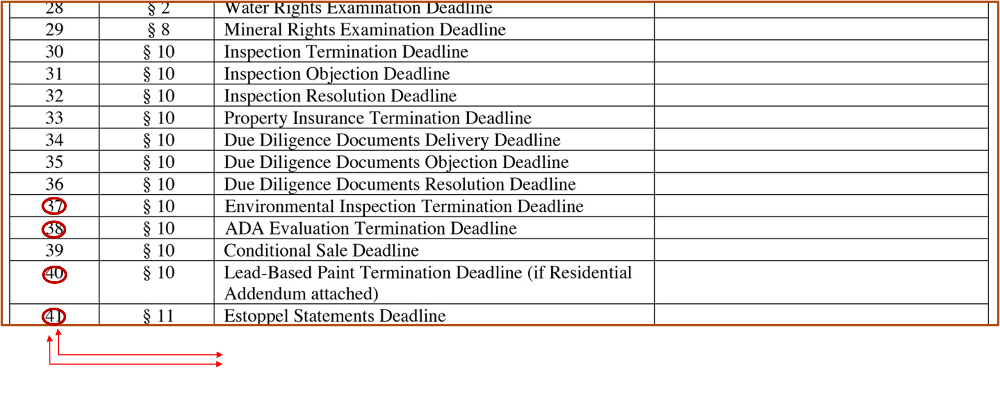 28 § 2 Water Rights Examination Deadline
29 § 8 Mineral Rights Examination Deadline
30 § 10 Inspection Termination Deadline
31 § 10 Inspection Objection Deadline
32 § 10 Inspection Resolution Deadline
33 § 10 Property Insurance Termination Deadline
34 § 10 Due Diligence Documents Delivery Deadline
35 § 10 Due Diligence Documents Objection Deadline
36 § 10 Due Diligence Documents Resolution Deadline
37 § 10 Environmental Inspection Termination Deadline
38 § 10 ADA Evaluation Termination Deadline
39 § 10 Conditional Sale Deadline
40 § 10 Lead-Based Paint Termination Deadline (if Residential
Addendum attached)
41 § 11 Estoppel Statements Deadline